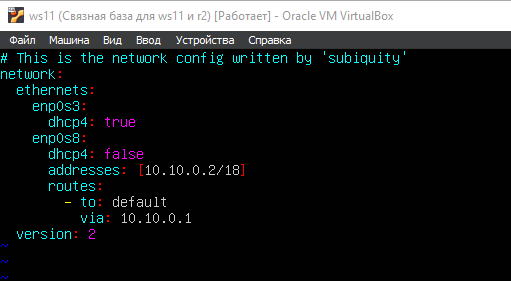 ws11 (Связная база для ws11 и r2) [Работает] - Oracle VM VirtualBox
Файл Машина Вид Ввод Устройства Справка
# This is the network config written by 'subiquity'
network:
  ethernets:
    enp0s3:
      dhcp4: true
    enp0s8:
      dhcp4: false
      addresses: [10.10.0.2/18]
      routes:
        - to: default
          via: 10.10.0.1
  version: 2
~
~
~